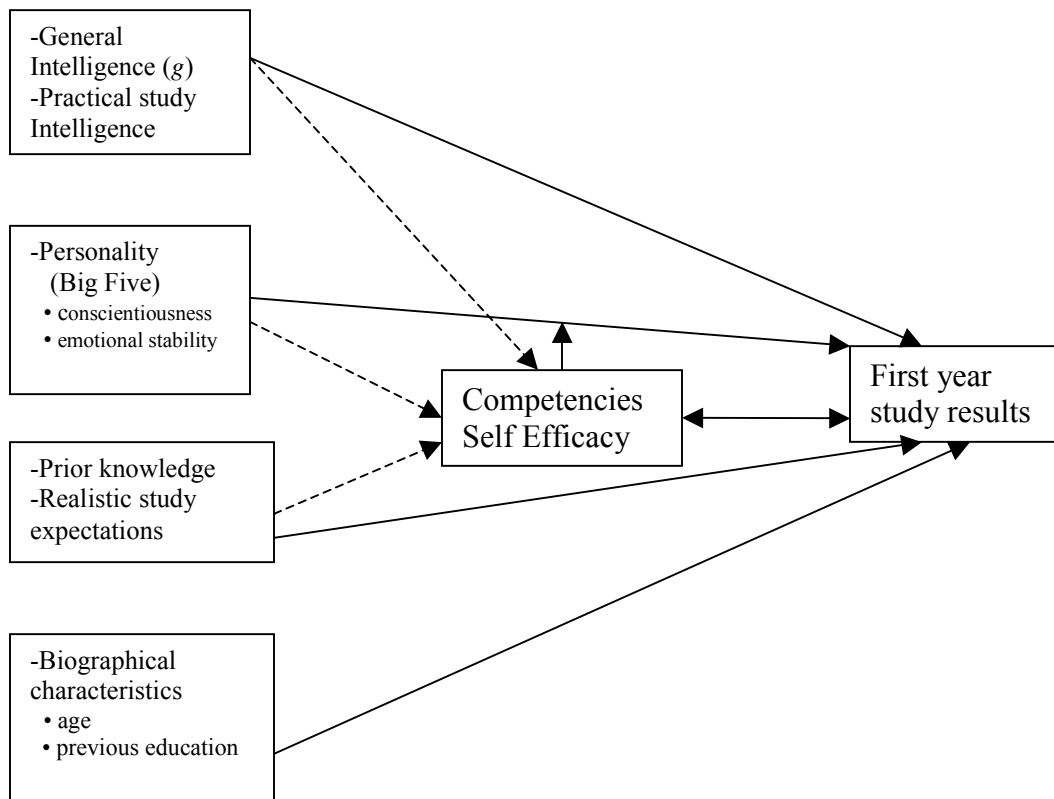 -General
Intelligence (g)
-Practical study
Intelligence
-Personality
(Big Five)
• conscientiousness
• emotional stability
Competencies
Self Efficacy
First year
study results
-Prior knowledge
-Realistic study
expectations
-Biographical
characteristics
• age
• previous education